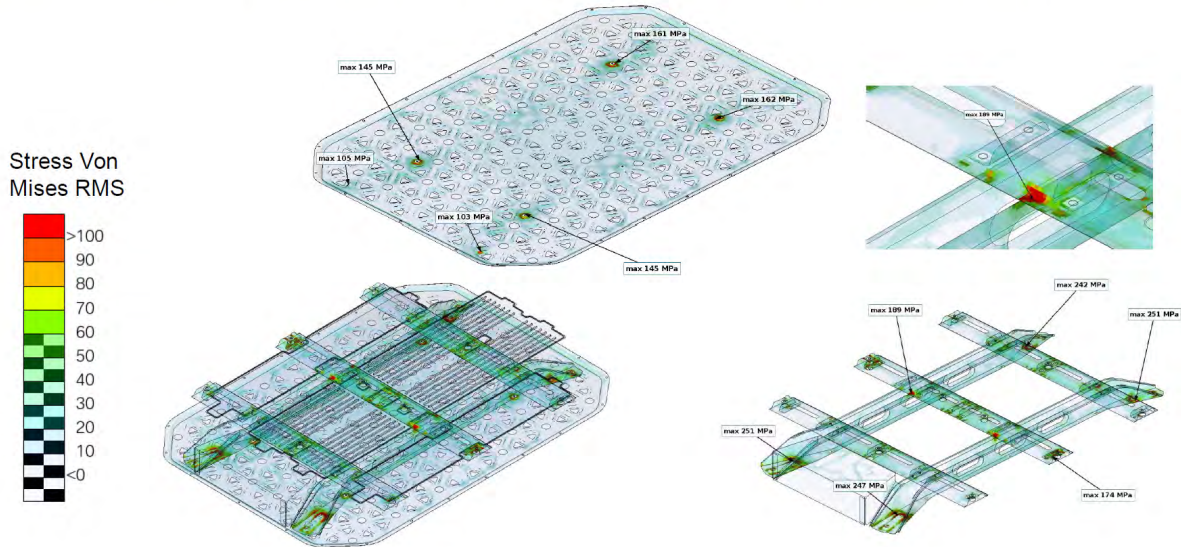 Stress Von
Mises RMS
>100
90
80
70
60
50
40
30
20
10
<0
max 161 MPa
max 145 MPa
max 162 MPa
max 105 MPa
max 103 MPa
max 145 MPa
max 189 MPa
max 242 MPa
max 189 MPa
max 251 MPa
max 251 MPa
max 247 MPa
max 174 MPa